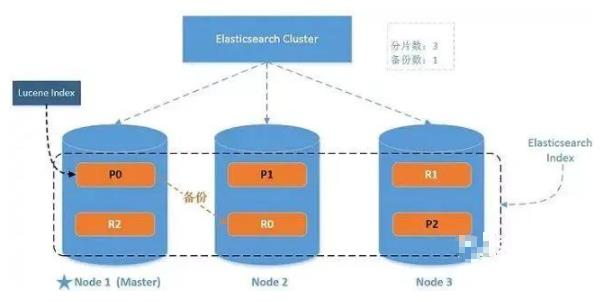 Elasticsearch Cluster
分片数：3
备份数：1
Lucene Index
Elasticsearch
Index
P0
P1
R1
备份
R2
R0
P2
Node 1 (Master)
Node 2
Node 3